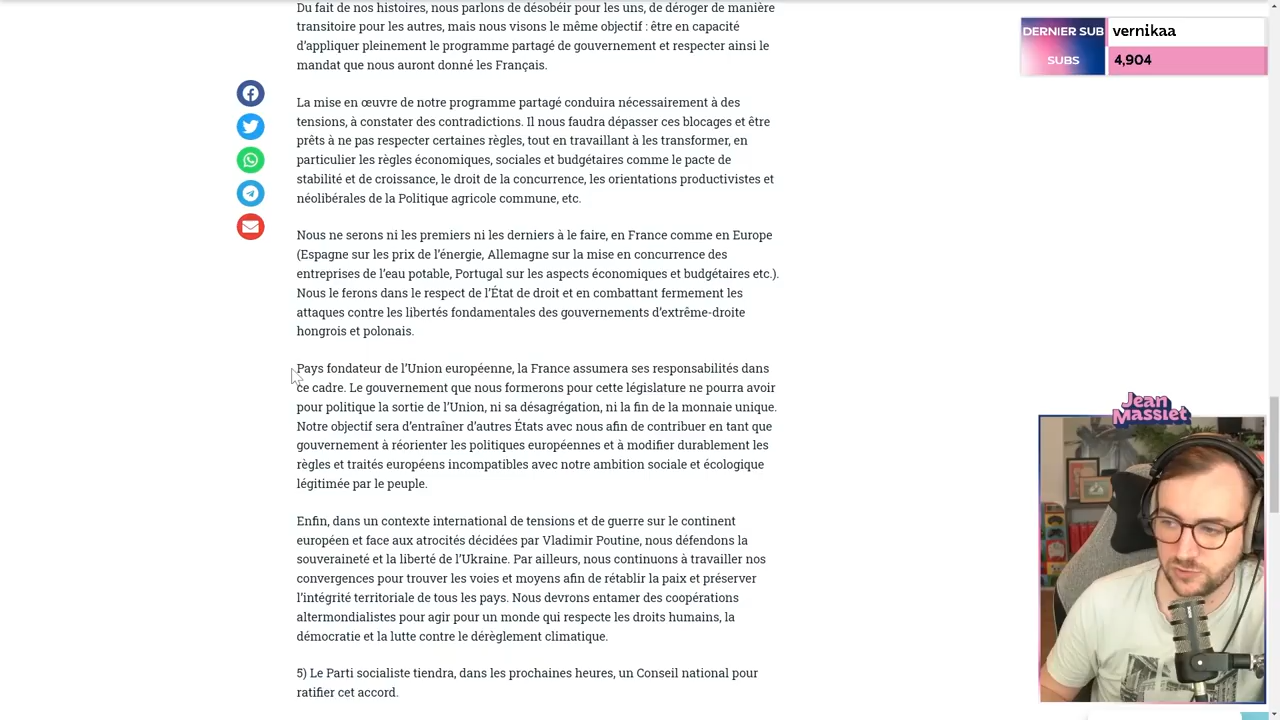 Du fait de nos histoires, nous parlons de désobéir pour les uns, de déroger de manière
transitoire pour les autres, mais nous visons le même objectif : être en capacité
d’appliquer pleinement le programme partagé de gouvernement et respecter ainsi le
mandat que nous auront donné les Français.
La mise en œuvre de notre programme partagé conduira nécessairement à des
tensions, à constater des contradictions. Il nous faudra dépasser ces blocages et être
prêts à ne pas respecter certaines règles, tout en travaillant à les transformer, en
particulier les règles économiques, sociales et budgétaires comme le pacte de
stabilité et de croissance, le droit de la concurrence, les orientations productivistes et
néolibérales de la Politique agricole commune, etc.
Nous ne serons ni les premiers ni les derniers à le faire, en France comme en Europe
(Espagne sur les prix de l’énergie, Allemagne sur la mise en concurrence des
entreprises de l’eau potable, Portugal sur les aspects économiques et budgétaires etc.).
Nous le ferons dans le respect de l’État de droit et en combattant fermement les
attaques contre les libertés fondamentales des gouvernements d’extrême-droite
hongrois et polonais.
Pays fondateur de l’Union européenne, la France assumera ses responsabilités dans
ce cadre. Le gouvernement que nous formerons pour cette législature ne pourra avoir
pour politique la sortie de l’Union, ni sa désagrégation, ni la fin de la monnaie unique.
Notre objectif sera d’entraîner d’autres États avec nous afin de contribuer en tant que
gouvernement à réorienter les politiques européennes et à modifier durablement les
règles et traités européens incompatibles avec notre ambition sociale et écologique
légitimée par le peuple.
Enfin, dans un contexte international de tensions et de guerre sur le continent
européen et face aux atrocités décidées par Vladimir Poutine, nous défendons la
souveraineté et la liberté de l’Ukraine. Par ailleurs, nous continuons à travailler nos
convergences pour trouver les voies et moyens afin de rétablir la paix et préserver
l’intégrité territoriale de tous les pays. Nous devrons entamer des coopérations
altermondialistes pour agir pour un monde qui respecte les droits humains, la
démocratie et la lutte contre le dérèglement climatique.
5) Le Parti socialiste tiendra, dans les prochaines heures, un Conseil national pour
ratifier cet accord.
DERNIER SUB vernikaa
SUBS 4,904
Jean
Massiet